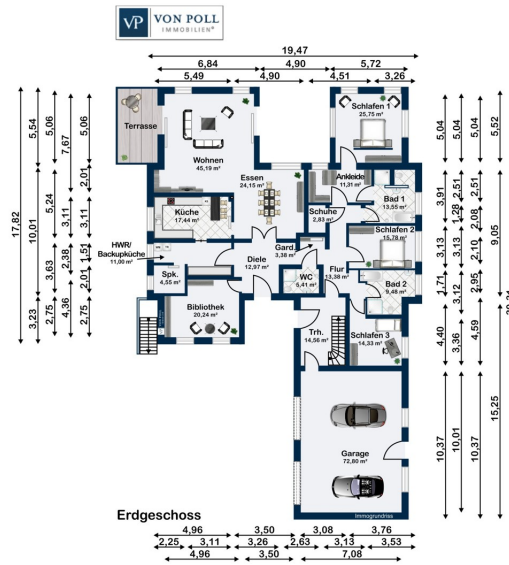 VP VON POLL
IMMOBILIEN®
19,47
6,84 4,90 5,72
5,49 4,90 4,51 3,26
Terrasse
Wohnen
45,19 m²
Essen
24,15 m²
Küche
17,44 m²
HWR/
Backupküche
11,00 m²
Spk.
4,55 m²
Bibliothek
20,24 m²
Diele
12,97 m²
Gard.
3,38 m²
WC
5,41 m²
Schlafen 1
25,75 m²
Ankleide
11,31 m²
Schuhe
2,83 m²
Bad 1
13,55 m²
Schlafen 2
15,78 m²
Flur
13,38 m²
Bad 2
9,48 m²
Trh.
14,56 m²
Schlafen 3
14,33 m²
Garage
72,80 m²
Immogrundriss
17,82
5,54 10,01 3,23
5,06 5,24 3,63 2,75
7,67 3,11 2,38 4,36
5,06 2,01 3,11 1,51 2,01 2,75
5,04 3,91 3,13 1,71 4,40 10,37
5,04 2,51 1,28 3,13 3,12 3,36 10,01
5,04 2,51 2,08 2,10 2,95 4,59 10,37
5,52 9,05 15,25
Erdgeschoss
4,96 3,50 3,08 3,76
2,25 3,11 3,26 2,63 3,13 3,53
4,96 3,50 7,08